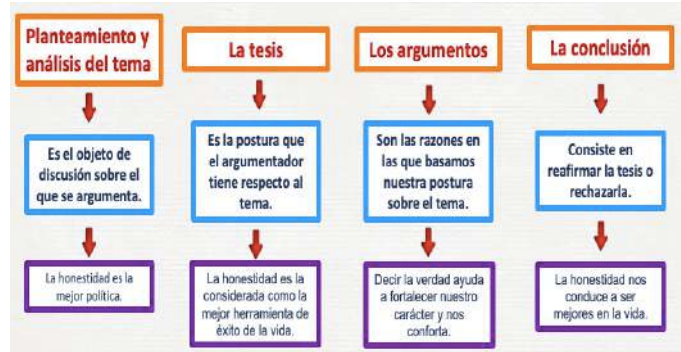 Planteamiento y
análisis del tema
La tesis
Los argumentos
La conclusión
Es el objeto de
discusión sobre el
que se argumenta.
Es la postura que
el argumentador
tiene respecto al
tema.
Son las razones en
las que basamos
nuestra postura
sobre el tema.
Consiste en
reafirmar la tesis o
rechazarla.
La honestidad es la
mejor política.
La honestidad es la
considerada como la
mejor herramienta de
éxito de la vida.
Decir la verdad ayuda
a fortalecer nuestro
carácter y nos
conforta.
La honestidad nos
conduce a ser
mejores en la vida.